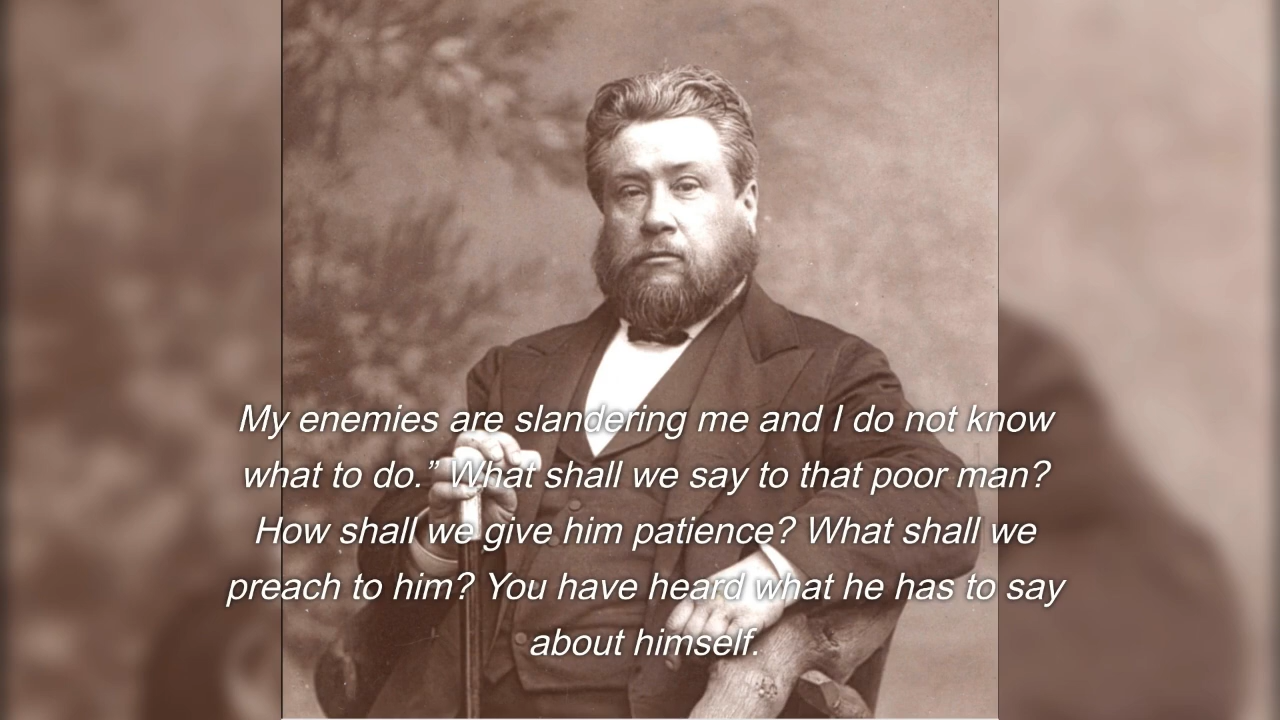 My enemies are slandering me and I do not know
what to do.” What shall we say to that poor man?
How shall we give him patience? What shall we
preach to him? You have heard what he has to say
about himself.